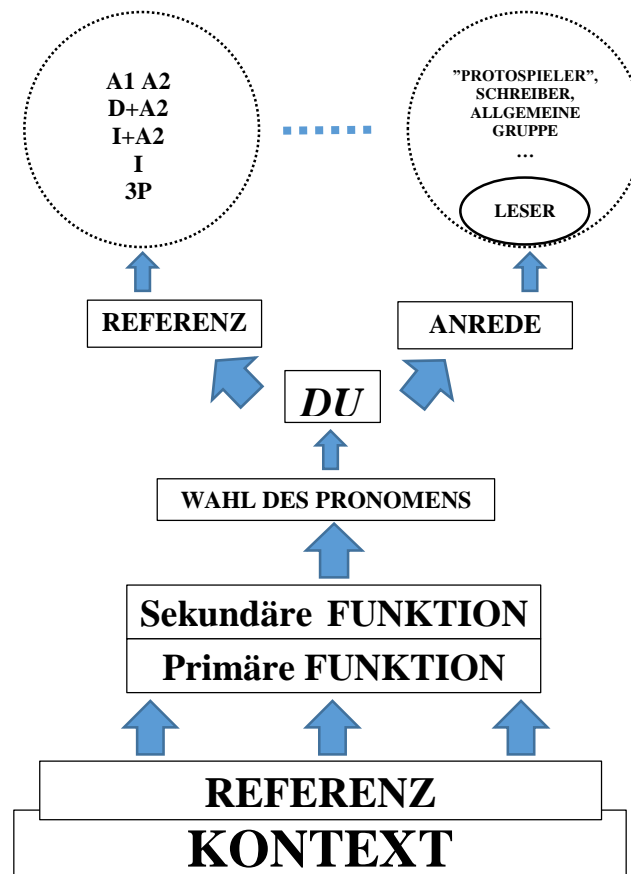 A1 A2
D+A2
I+A2
I
3P
”PROTOSPIELER”,
SCHREIBER,
ALLGEMEINE
GRUPPE
…
LESER
REFERENZ
ANREDE
DU
WAHL DES PRONOMENS
Sekundäre FUNKTION
Primäre FUNKTION
REFERENZ
KONTEXT